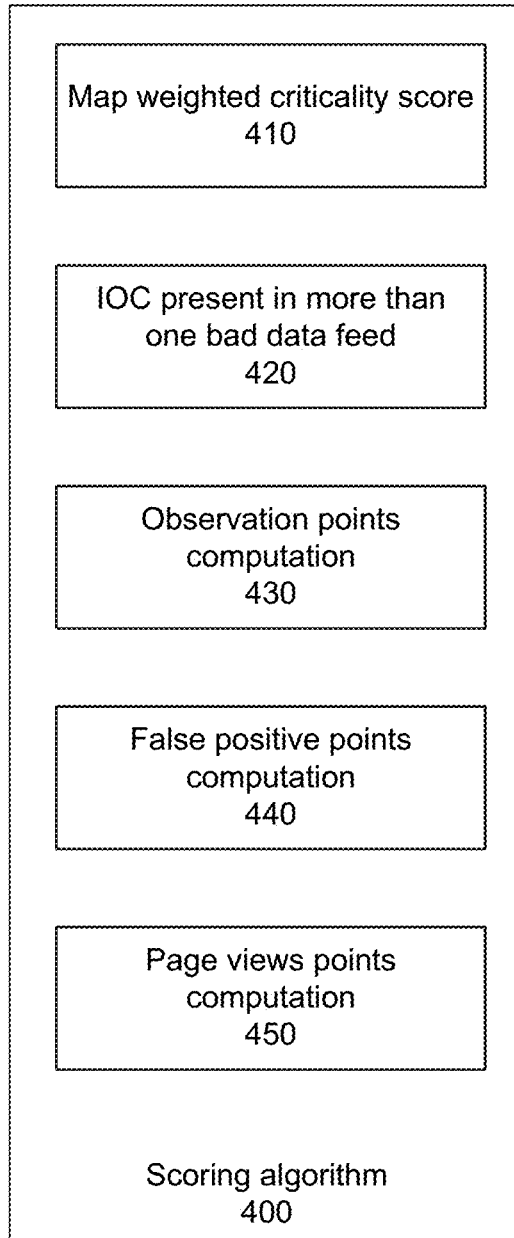 Map weighted criticality score
410
IOC present in more than
one bad data feed
420
Observation points
computation
430
False positive points
computation
440
Page views points
computation
450
Scoring algorithm
400